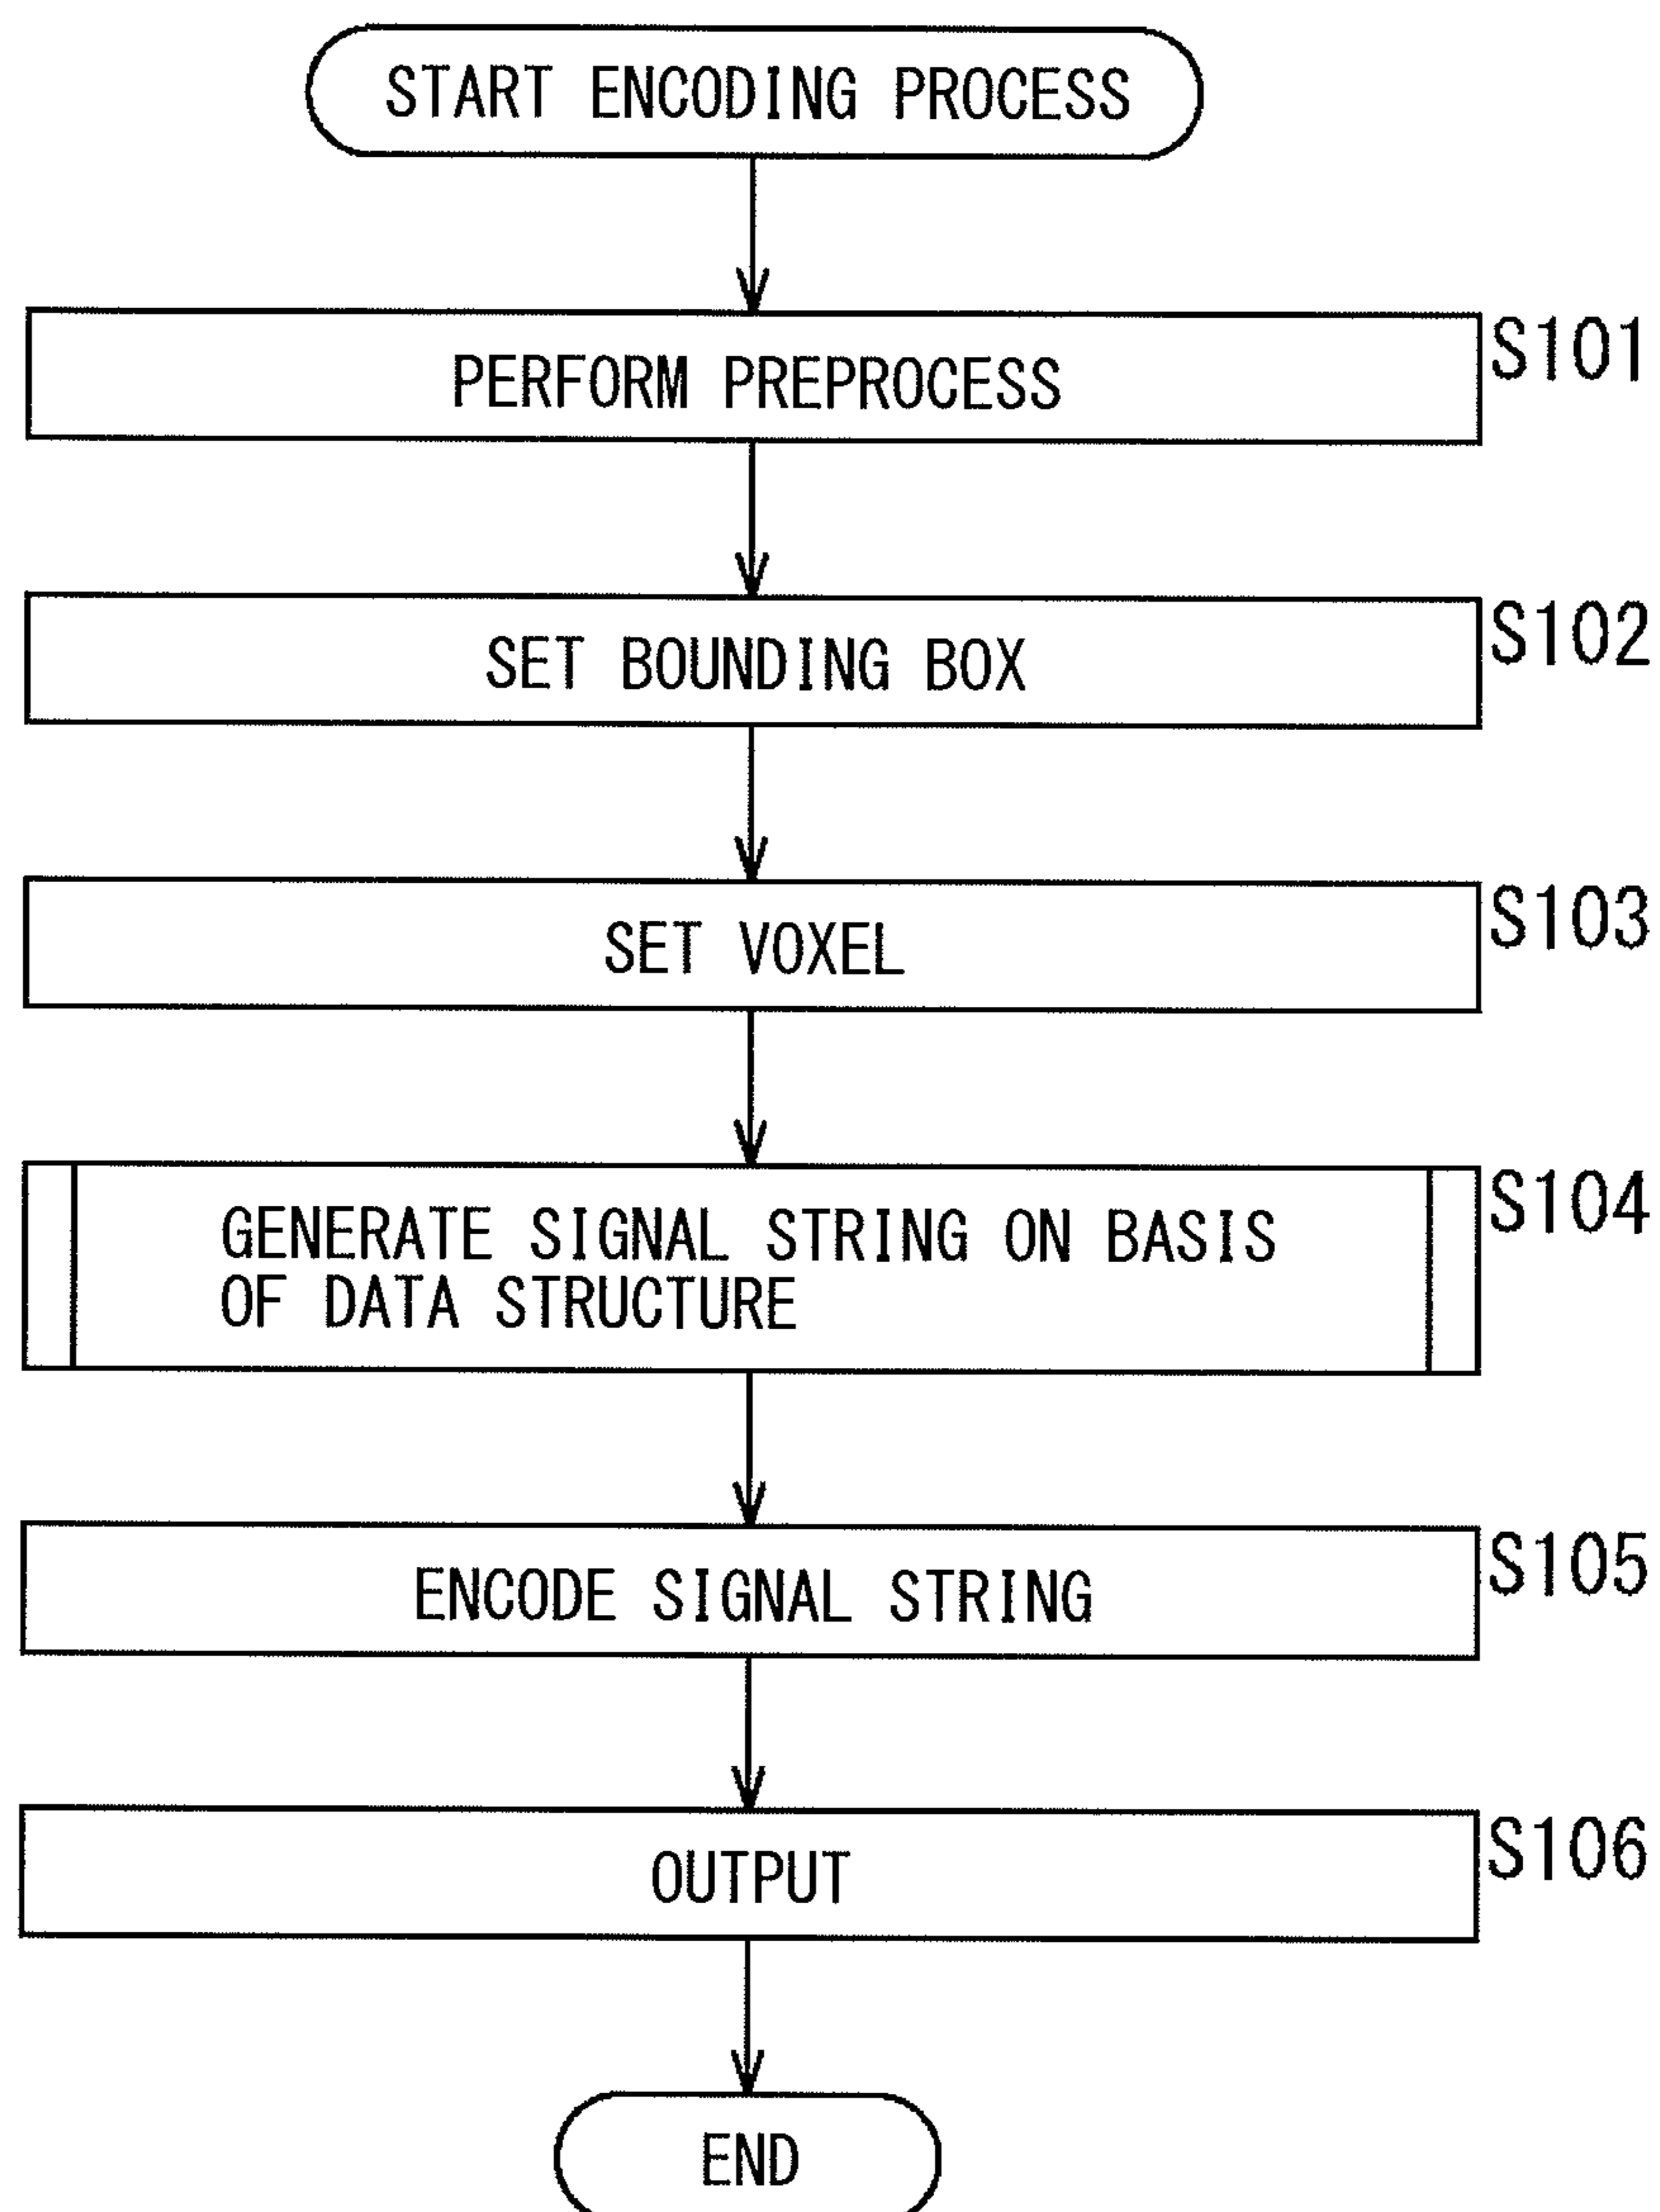 START ENCODING PROCESS
PERFORM PREPROCESS
S101
SET BOUNDING BOX
S102
SET VOXEL
S103
GENERATE SIGNAL STRING ON BASIS
OF DATA STRUCTURE
S104
ENCODE SIGNAL STRING
S105
OUTPUT
S106
END